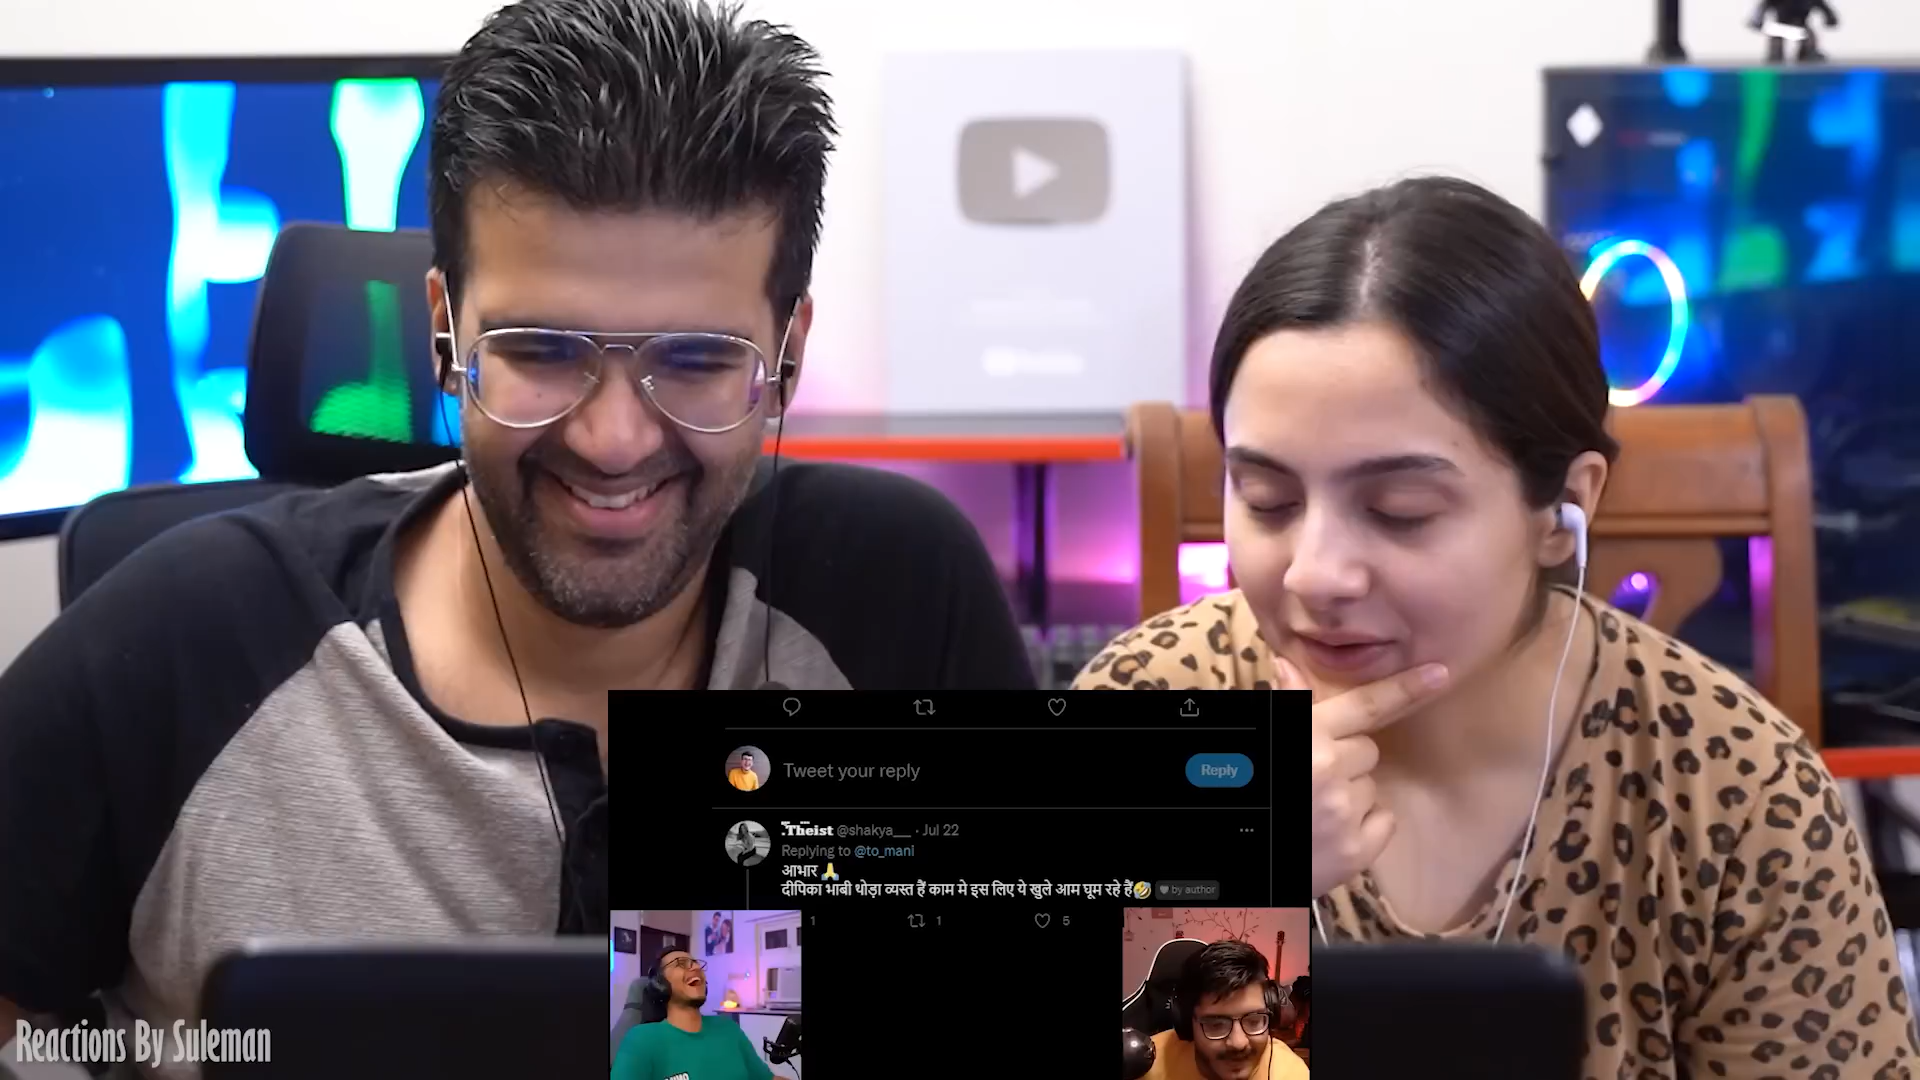 Tweet your reply
Reply
.Theist @shakya__ · Jul 22
Replying to @to_mani
आभार 🙏
दीपिका भाबी थोड़ा व्यस्त हैं काम मे इस लिए ये खुले आम घूम रहे हैं🤣 by author
1 1 5
Reactions By Suleman